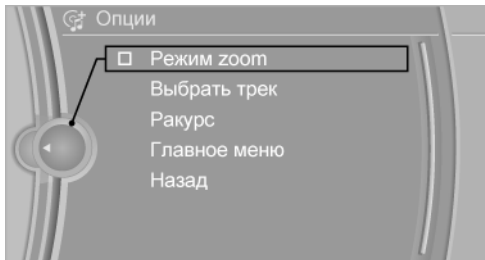 Опции
Режим zoom
Выбрать трек
Ракурс
Главное меню
Назад